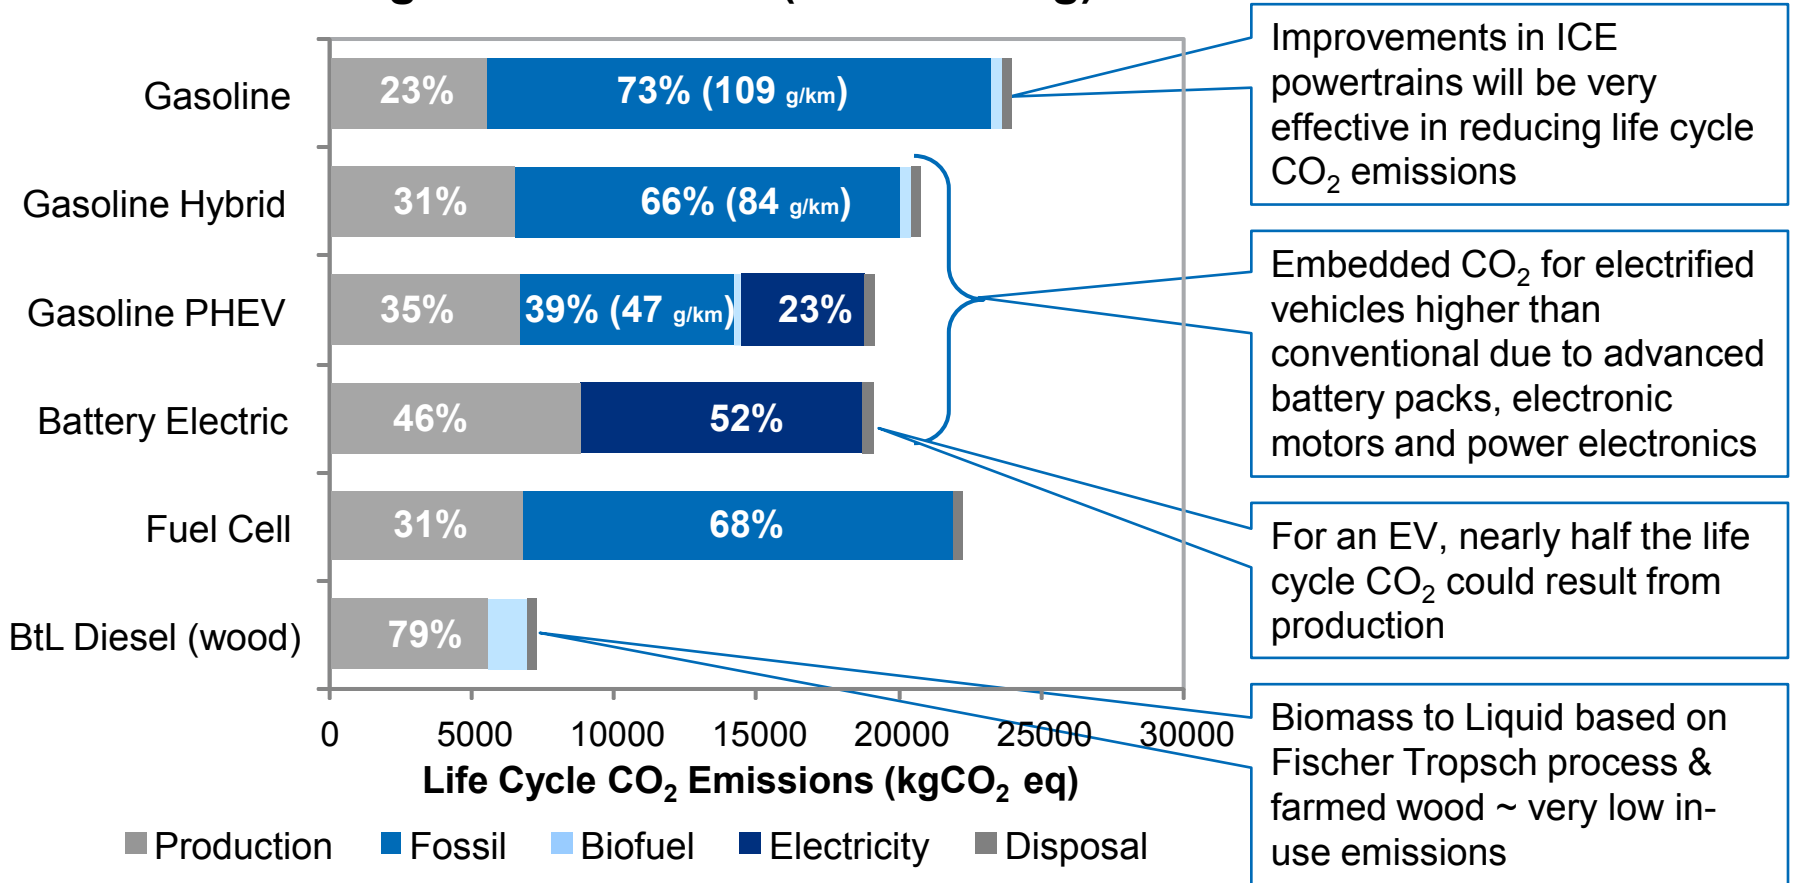 Gasoline
23%
73% (109 g/km)
Gasoline Hybrid
31%
66% (84 g/km)
Gasoline PHEV
35%
39% (47 g/km)
23%
Battery Electric
46%
52%
Fuel Cell
31%
68%
BtL Diesel (wood)
79%
0 5000 10000 15000 20000 25000 30000
Life Cycle CO2 Emissions (kgCO2 eq)
Production Fossil Biofuel Electricity Disposal
Improvements in ICE
powertrains will be very
effective in reducing life cycle
CO2 emissions
Embedded CO2 for electrified
vehicles higher than
conventional due to advanced
battery packs, electronic
motors and power electronics
For an EV, nearly half the life
cycle CO2 could result from
production
Biomass to Liquid based on
Fischer Tropsch process &
farmed wood ~ very low in-
use emissions